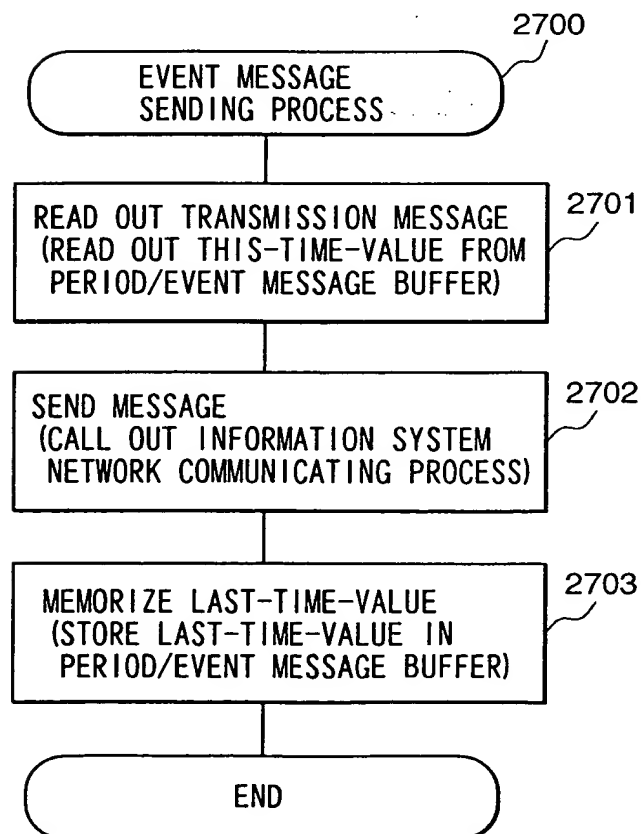 2700
EVENT MESSAGE
SENDING PROCESS
2701
READ OUT TRANSMISSION MESSAGE
(READ OUT THIS-TIME-VALUE FROM
PERIOD/EVENT MESSAGE BUFFER)
2702
SEND MESSAGE
(CALL OUT INFORMATION SYSTEM
NETWORK COMMUNICATING PROCESS)
2703
MEMORIZE LAST-TIME-VALUE
(STORE LAST-TIME-VALUE IN
PERIOD/EVENT MESSAGE BUFFER)
END